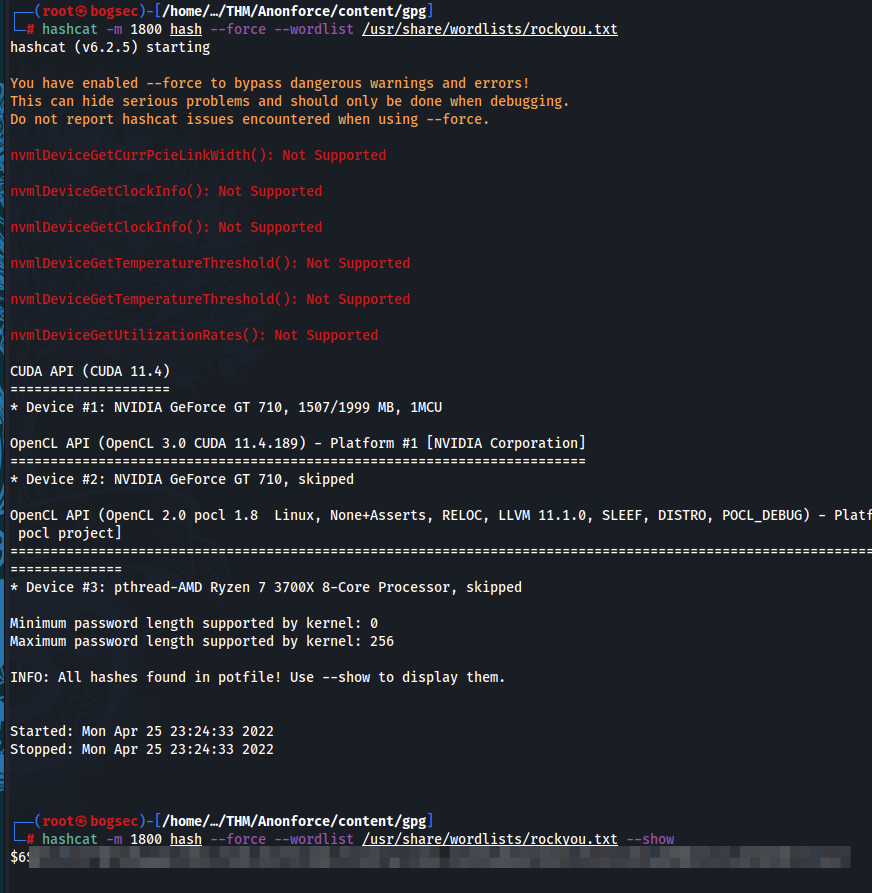 ┌──(root㉿bogsec)-[/home/…/THM/Anonforce/content/gpg]
└─# hashcat -m 1800 hash --force --wordlist /usr/share/wordlists/rockyou.txt
hashcat (v6.2.5) starting
You have enabled --force to bypass dangerous warnings and errors!
This can hide serious problems and should only be done when debugging.
Do not report hashcat issues encountered when using --force.
nvmlDeviceGetCurrPcieLinkWidth(): Not Supported
nvmlDeviceGetClockInfo(): Not Supported
nvmlDeviceGetClockInfo(): Not Supported
nvmlDeviceGetTemperatureThreshold(): Not Supported
nvmlDeviceGetTemperatureThreshold(): Not Supported
nvmlDeviceGetUtilizationRates(): Not Supported
CUDA API (CUDA 11.4)
====================
* Device #1: NVIDIA GeForce GT 710, 1507/1999 MB, 1MCU
OpenCL API (OpenCL 3.0 CUDA 11.4.189) - Platform #1 [NVIDIA Corporation]
========================================================================
* Device #2: NVIDIA GeForce GT 710, skipped
OpenCL API (OpenCL 2.0 pocl 1.8  Linux, None+Asserts, RELOC, LLVM 11.1.0, SLEEF, DISTRO, POCL_DEBUG) - Platf
pocl project]
============================================================================================================
==============
* Device #3: pthread-AMD Ryzen 7 3700X 8-Core Processor, skipped
Minimum password length supported by kernel: 0
Maximum password length supported by kernel: 256
INFO: All hashes found in potfile! Use --show to display them.
Started: Mon Apr 25 23:24:33 2022
Stopped: Mon Apr 25 23:24:33 2022
┌──(root㉿bogsec)-[/home/…/THM/Anonforce/content/gpg]
└─# hashcat -m 1800 hash --force --wordlist /usr/share/wordlists/rockyou.txt --show
$6